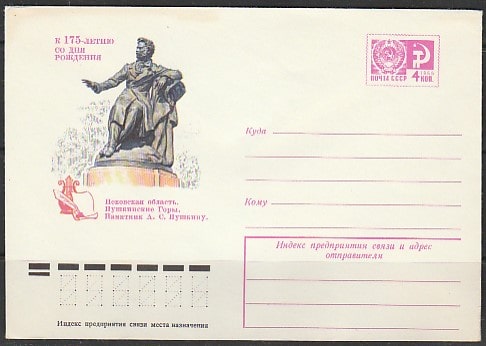 К 175-ЛЕТИЮ
СО ДНЯ
РОЖДЕНИЯ
Псковская область.
Пушкинские Горы.
Памятник А. С. Пушкину.
ПОЧТА СССР
1966
4 КОП.
Куда
Кому
Индекс предприятия связи и адрес
отправителя
Индекс предприятия связи места назначения